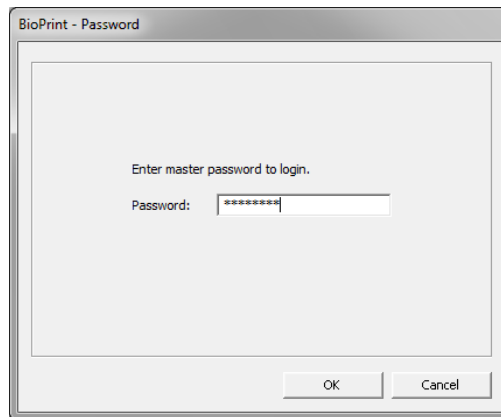 BioPrint - Password
Enter master password to login.
Password: ********
OK Cancel